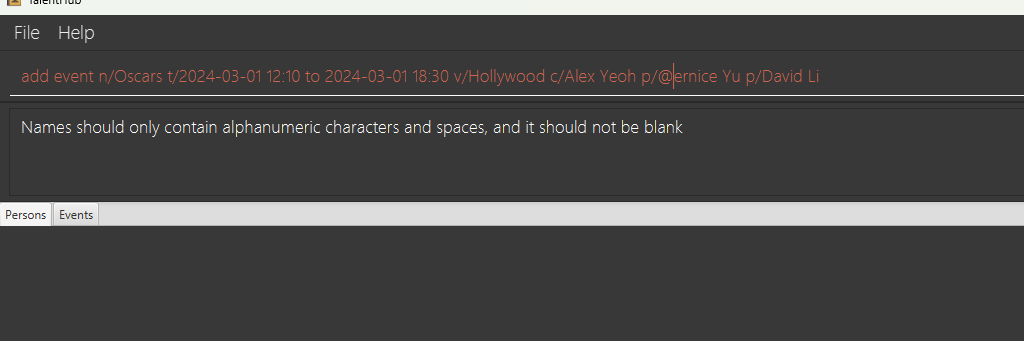 TalentHub
File Help
add event n/Oscars t/2024-03-01 12:10 to 2024-03-01 18:30 v/Hollywood c/Alex Yeoh p/@ernice Yu p/David Li
Names should only contain alphanumeric characters and spaces, and it should not be blank
Persons Events